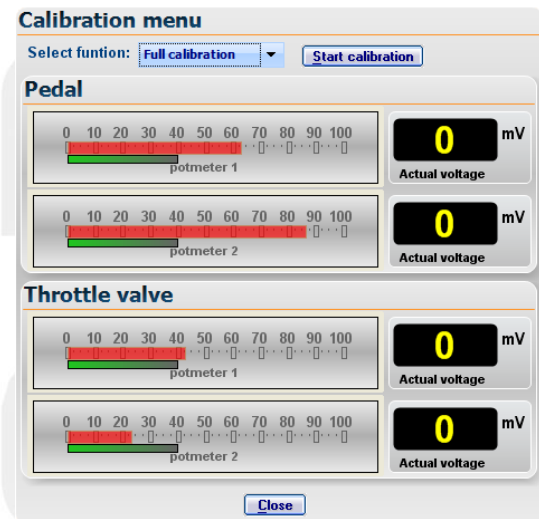 Calibration menu
Select funtion: Full calibration Start calibration
Pedal
0 10 20 30 40 50 60 70 80 90 100
potmeter 1
0 mV
Actual voltage
0 10 20 30 40 50 60 70 80 90 100
potmeter 2
0 mV
Actual voltage
Throttle valve
0 10 20 30 40 50 60 70 80 90 100
potmeter 1
0 mV
Actual voltage
0 10 20 30 40 50 60 70 80 90 100
potmeter 2
0 mV
Actual voltage
Close